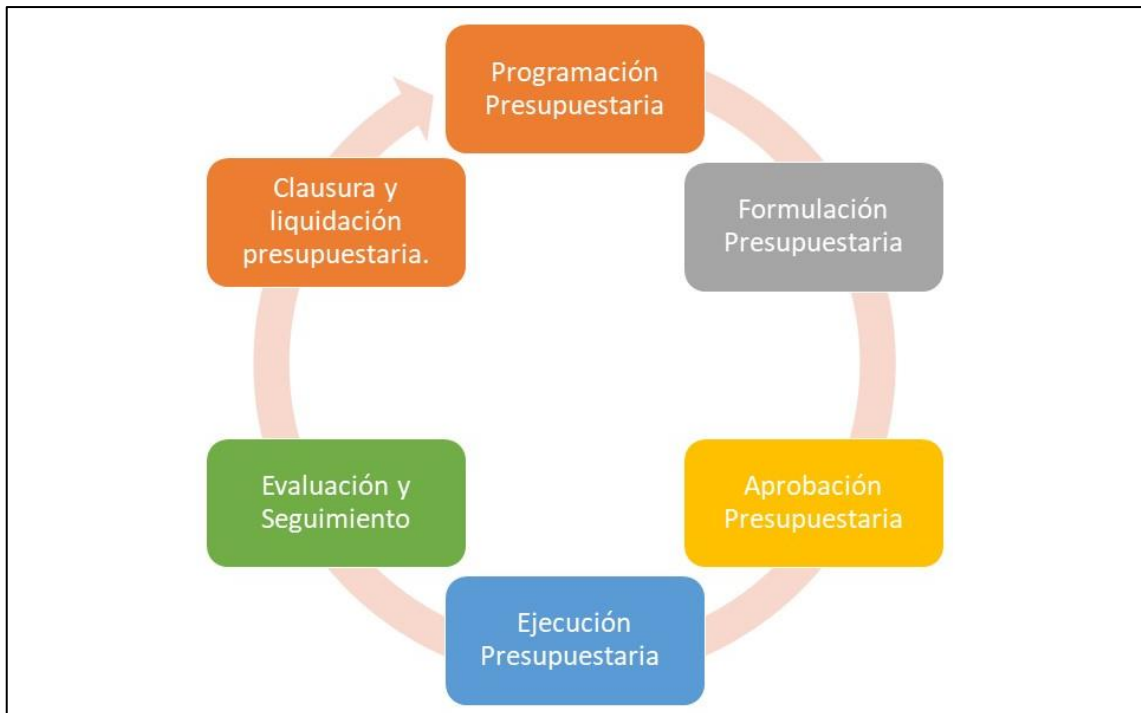 Programación
Presupuestaria
Formulación
Presupuestaria
Aprobación
Presupuestaria
Ejecución
Presupuestaria
Evaluación y
Seguimiento
Clausura y
liquidación
presupuestaria.